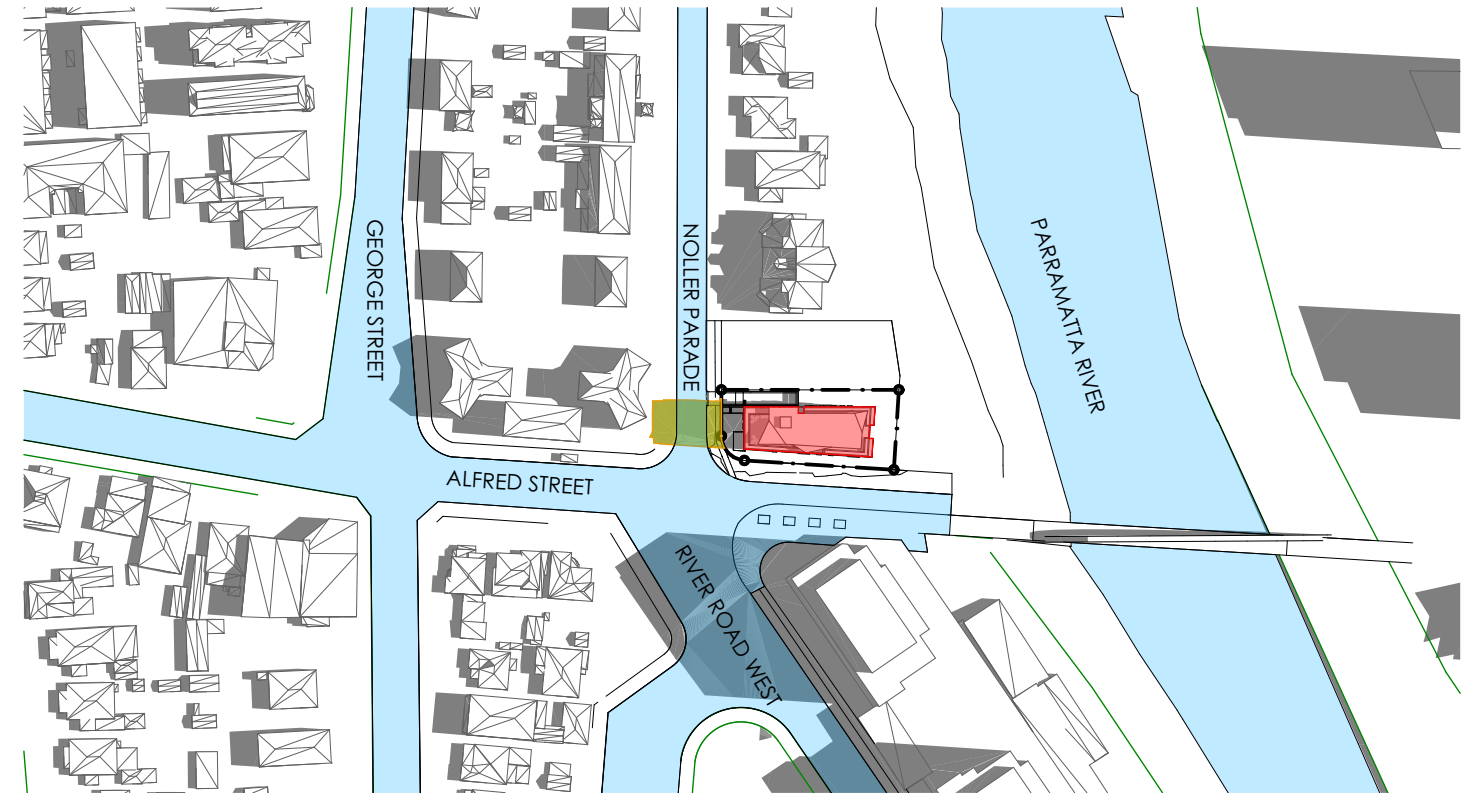 GEORGE STREET
NOLLER PARADE
PARRAMATTA RIVER
ALFRED STREET
RIVER ROAD WEST